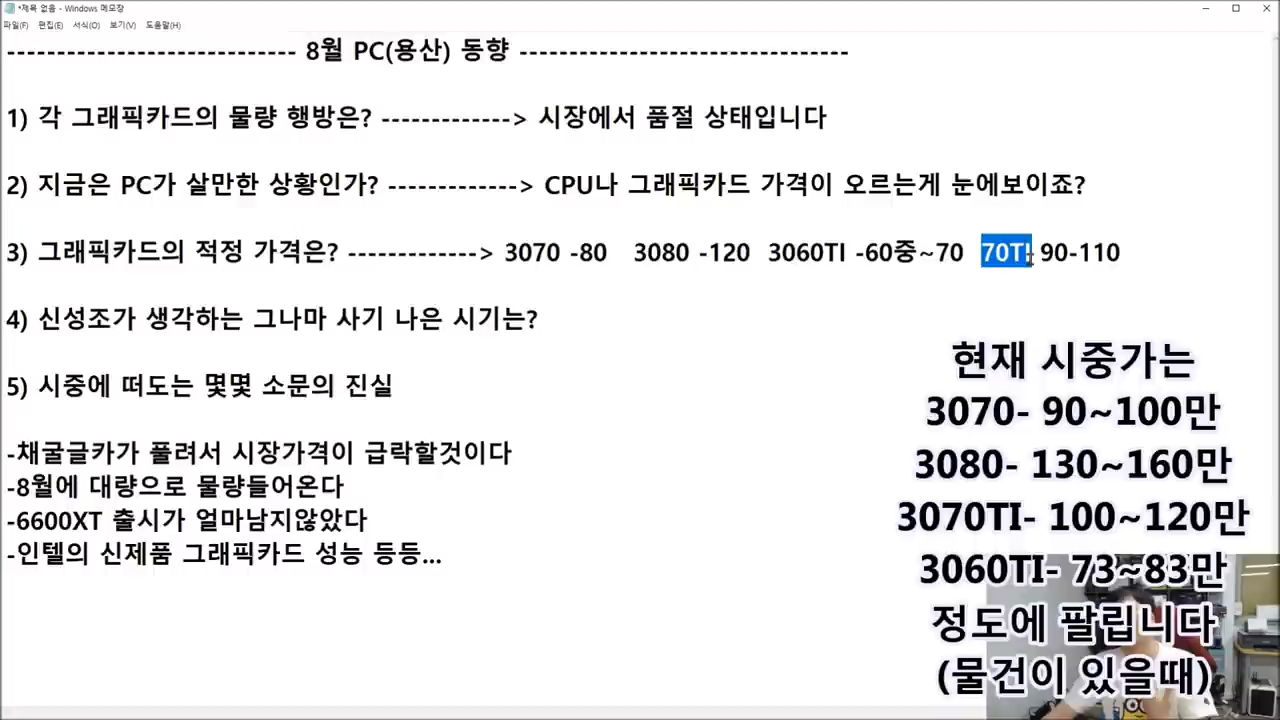 *제목 없음 - Windows 메모장
파일(F) 편집(E) 서식(O) 보기(V) 도움말(H)
----------------------------- 8월 PC(용산) 동향 ---------------------------------
1) 각 그래픽카드의 물량 행방은? -------------> 시장에서 품절 상태입니다
2) 지금은 PC가 살만한 상황인가? -------------> CPU나 그래픽카드 가격이 오르는게 눈에보이죠?
3) 그래픽카드의 적정 가격은? -------------> 3070 -80 3080 -120 3060TI -60중~70 70TI- 90-110
4) 신성조가 생각하는 그나마 사기 나은 시기는?
5) 시중에 떠도는 몇몇 소문의 진실
-채굴글카가 풀려서 시장가격이 급락할것이다
-8월에 대량으로 물량들어온다
-6600XT 출시가 얼마남지않았다
-인텔의 신제품 그래픽카드 성능 등등...
현재 시중가는
3070- 90~100만
3080- 130~160만
3070TI- 100~120만
3060TI- 73~83만
정도에 팔립니다
(물건이 있을때)